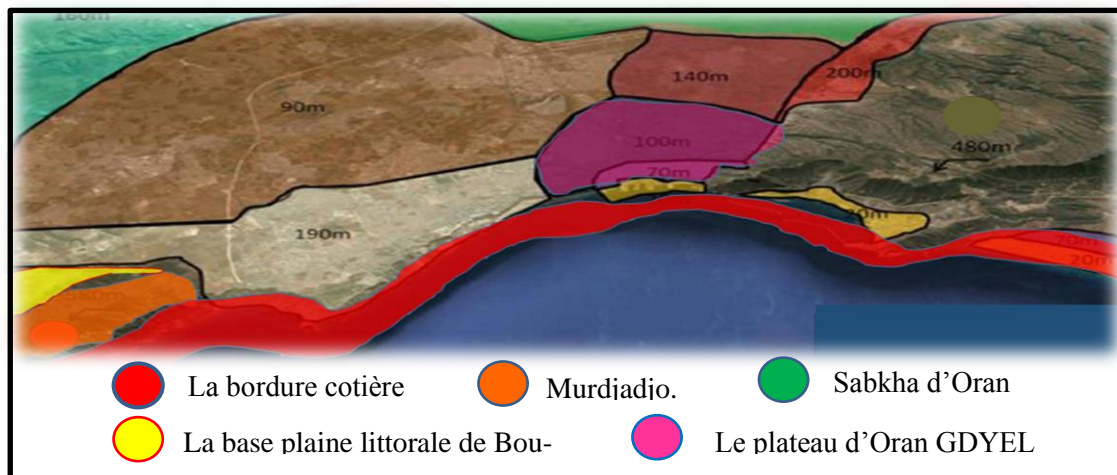 180m
140m
200m
90m
100m
480m
70m
190m
70m
20m
La bordure cotière
Murdjadjo.
Sabkha d’Oran
La base plaine littorale de Bou-
Le plateau d’Oran GDYEL